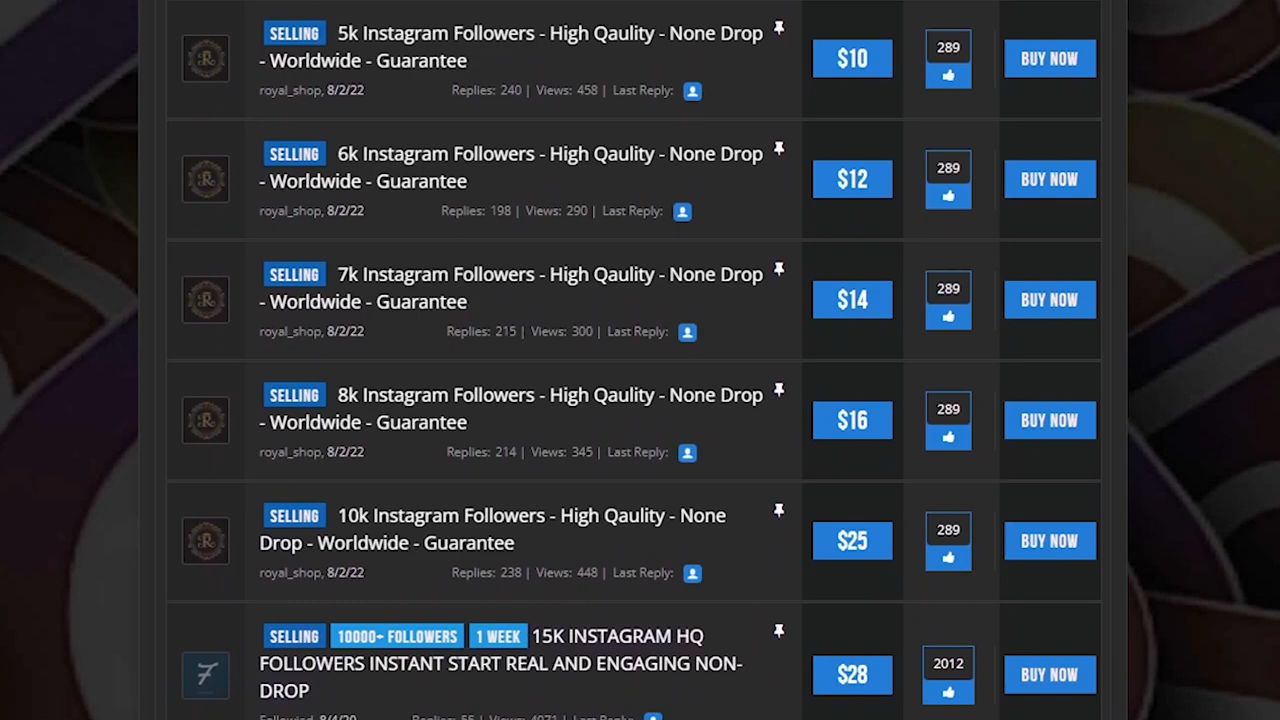 SELLING 5k Instagram Followers - High Qaulity - None Drop
- Worldwide - Guarantee
royal_shop, 8/2/22 Replies: 240 | Views: 458 | Last Reply:
$10
289
BUY NOW
SELLING 6k Instagram Followers - High Qaulity - None Drop
- Worldwide - Guarantee
royal_shop, 8/2/22 Replies: 198 | Views: 290 | Last Reply:
$12
289
BUY NOW
SELLING 7k Instagram Followers - High Qaulity - None Drop
- Worldwide - Guarantee
royal_shop, 8/2/22 Replies: 215 | Views: 300 | Last Reply:
$14
289
BUY NOW
SELLING 8k Instagram Followers - High Qaulity - None Drop
- Worldwide - Guarantee
royal_shop, 8/2/22 Replies: 214 | Views: 345 | Last Reply:
$16
289
BUY NOW
SELLING 10k Instagram Followers - High Qaulity - None
Drop - Worldwide - Guarantee
royal_shop, 8/2/22 Replies: 238 | Views: 448 | Last Reply:
$25
289
BUY NOW
SELLING 10000+ FOLLOWERS 1 WEEK 15K INSTAGRAM HQ
FOLLOWERS INSTANT START REAL AND ENGAGING NON-
DROP
Replies: 55 | Views: 4071 | Last Reply:
$28
2012
BUY NOW